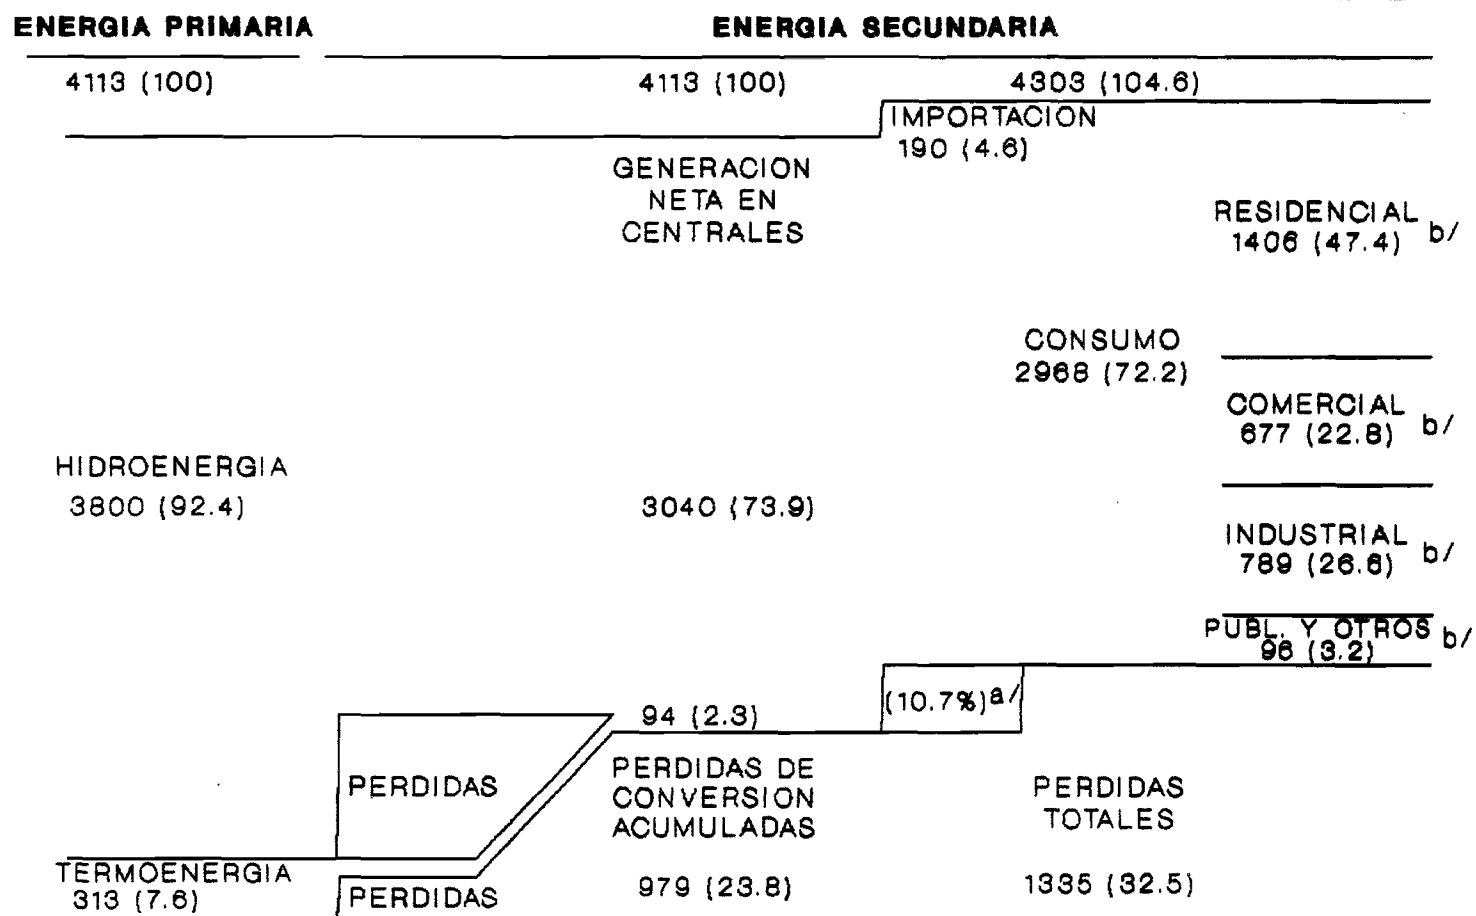 ENERGIA PRIMARIA
ENERGIA SECUNDARIA
4113 (100)
4113 (100)
4303 (104.6)
IMPORTACION
190 (4.6)
GENERACION
NETA EN
CENTRALES
RESIDENCIAL b/
1406 (47.4)
CONSUMO
2968 (72.2)
COMERCIAL b/
677 (22.8)
HIDROENERGIA
3800 (92.4)
3040 (73.9)
INDUSTRIAL b/
789 (26.6)
PUBL. Y OTROS b/
96 (3.2)
(10.7%)a/
94 (2.3)
PERDIDAS
PERDIDAS DE
CONVERSION
ACUMULADAS
PERDIDAS
TOTALES
TERMOENERGIA
313 (7.6)
PERDIDAS
979 (23.8)
1335 (32.5)